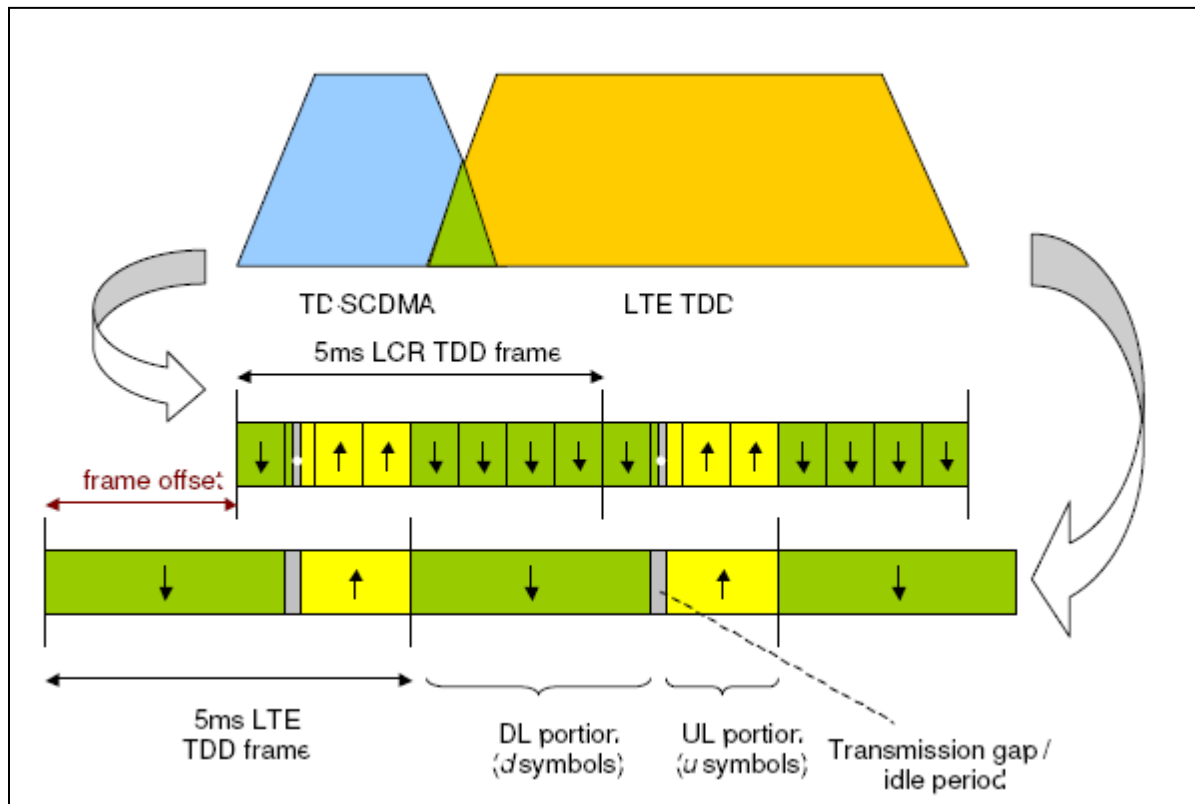 TD-SCDMA
LTE TDD
5ms LCR TDD frame
frame offset
5ms LTE
TDD frame
DL portion
(d symbols)
UL portion
(u symbols)
Transmission gap /
idle period